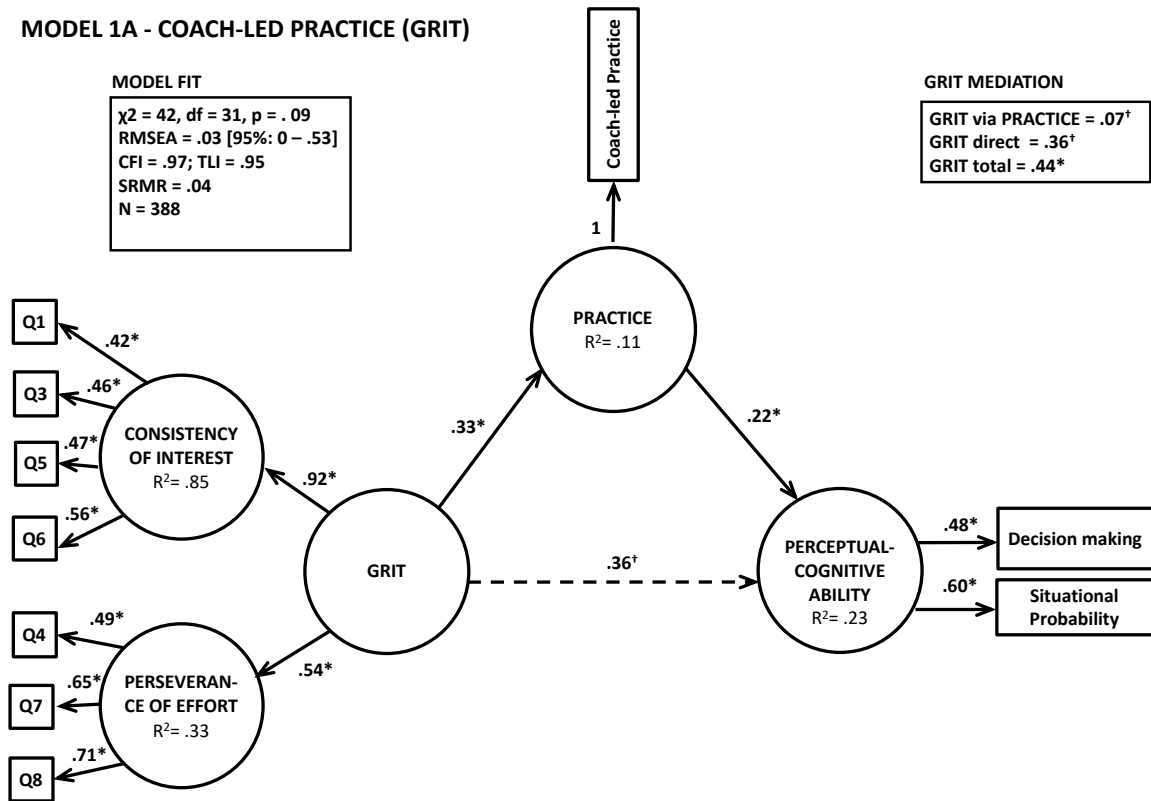 MODEL 1A - COACH-LED PRACTICE (GRIT)
MODEL FIT
χ2 = 42, df = 31, p = . 09
RMSEA = .03 [95%: 0 – .53]
CFI = .97; TLI = .95
SRMR = .04
N = 388
Coach-led Practice
GRIT MEDIATION
GRIT via PRACTICE = .07†
GRIT direct = .36†
GRIT total = .44*
1
PRACTICE
R²= .11
Q1
.42*
Q3
.46*
Q5
.47*
Q6
.56*
CONSISTENCY
OF INTEREST
R²= .85
.92*
.33*
.22*
GRIT
.36†
PERCEPTUAL-
COGNITIVE
ABILITY
R²= .23
.48*
Decision making
.60*
Situational
Probability
Q4
.49*
Q7
.65*
Q8
.71*
PERSEVERAN-
CE OF EFFORT
R²= .33
.54*